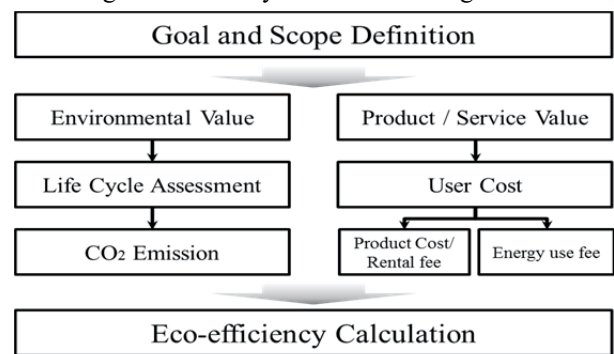 Goal and Scope Definition
Environmental Value
Product / Service Value
Life Cycle Assessment
User Cost
CO₂ Emission
Product Cost/
Rental fee
Energy use fee
Eco-efficiency Calculation